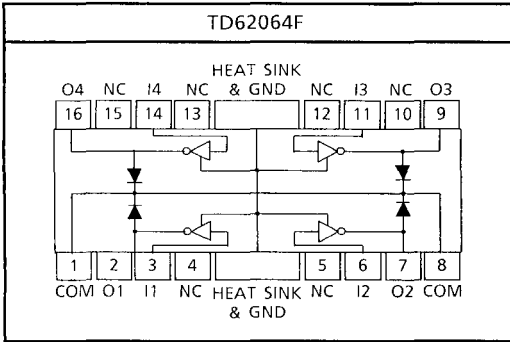 TD62064F
HEAT SINK
& GND
O4 NC I4 NC NC I3 NC O3
16 15 14 13 12 11 10 9
1 2 3 4 5 6 7 8
COM O1 I1 NC HEAT SINK NC I2 O2 COM
& GND